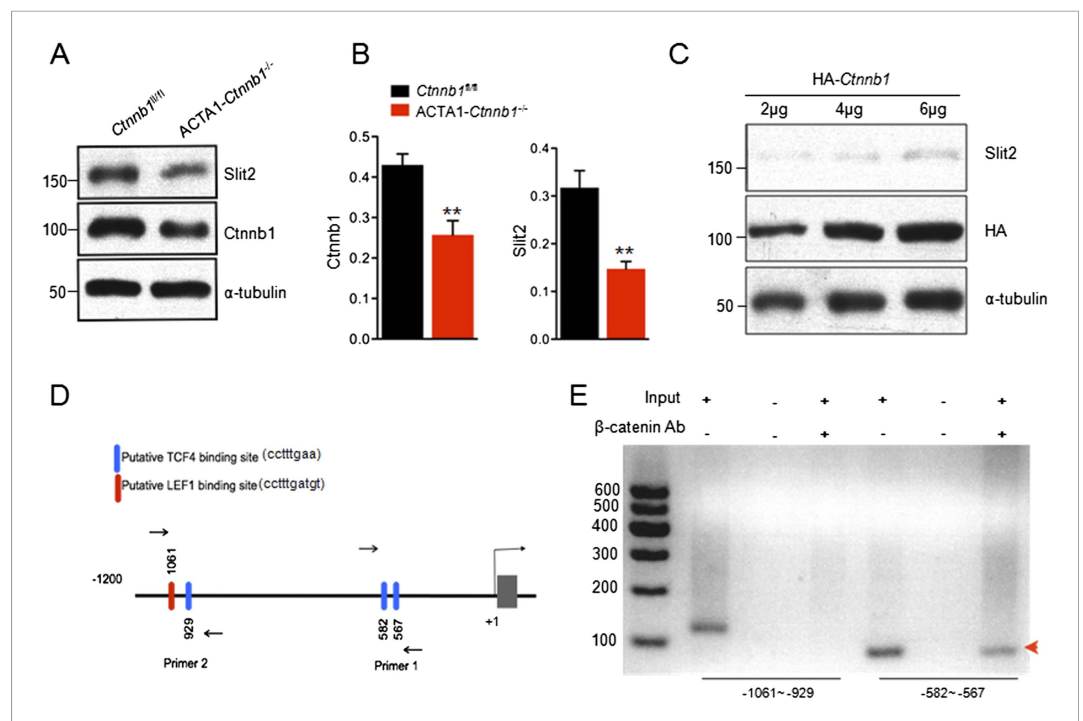 A
Ctnnb1fl/fl
ACTA1-Ctnnb1-/-
150
Slit2
100
Ctnnb1
50
α-tubulin
B
Ctnnb1fl/fl
ACTA1-Ctnnb1-/-
0.5
0.4
0.3
0.2
0.1
0.0
Ctnnb1
**
0.4
0.3
0.2
0.1
0.0
Slit2
**
C
HA-Ctnnb1
2μg 4μg 6μg
150
Slit2
100
HA
50
α-tubulin
D
Putative TCF4 binding site (cctttgaa)
Putative LEF1 binding site (cctttgatgt)
-1200
1061
929
582
567
+1
Primer 2
Primer 1
E
Input + - + + - +
β-catenin Ab - - + - - +
600
500
400
300
200
100
-1061~-929
-582~-567